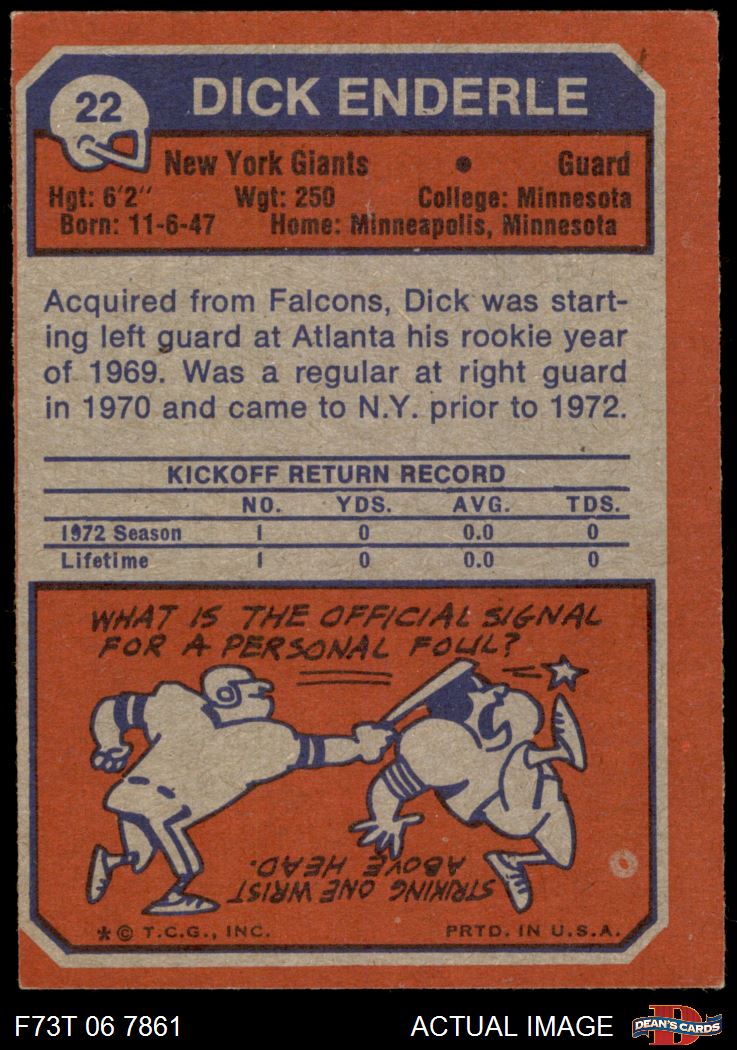 22
DICK ENDERLE
New York Giants • Guard
Hgt: 6'2" Wgt: 250 College: Minnesota
Born: 11-6-47 Home: Minneapolis, Minnesota
Acquired from Falcons, Dick was start-
ing left guard at Atlanta his rookie year
of 1969. Was a regular at right guard
in 1970 and came to N.Y. prior to 1972.
KICKOFF RETURN RECORD
NO. YDS. AVG. TDS.
1972 Season 1 0 0.0 0
Lifetime 1 0 0.0 0
WHAT IS THE OFFICIAL SIGNAL
FOR A PERSONAL FOUL?
STRIKING ONE WRIST
ABOVE HEAD.
* © T.C.G., INC. PRTD. IN U.S.A.
F73T 06 7861 ACTUAL IMAGE
D
DEAN'S CARDS